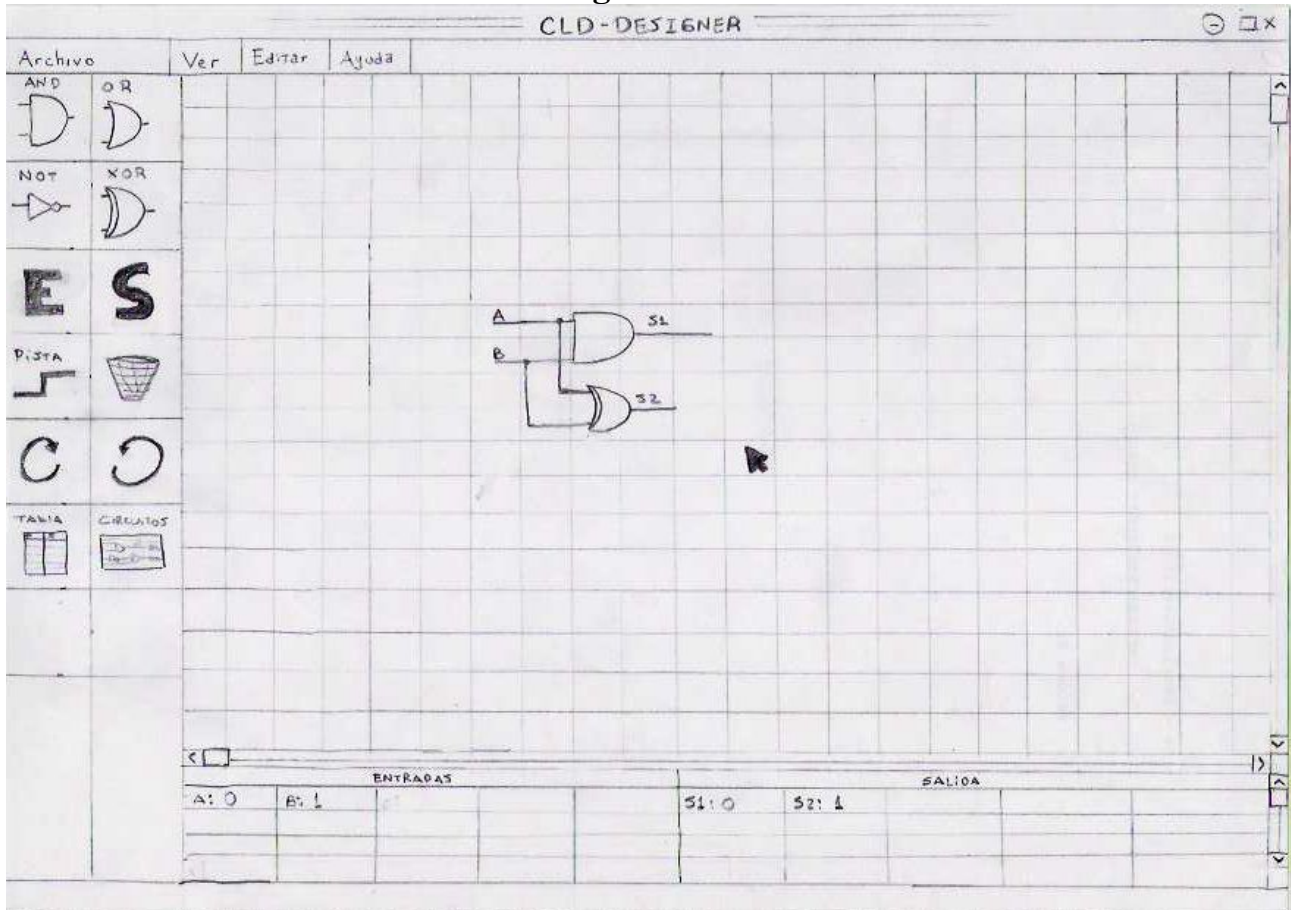 CLD-DESIGNER
Archivo Ver Editar Ayuda
AND OR
NOT XOR
E S
PISTA
TABLA CIRCUITOS
A
S1
B
S2
ENTRADAS SALIDA
A: 0 B: 1 S1: 0 S2: 1